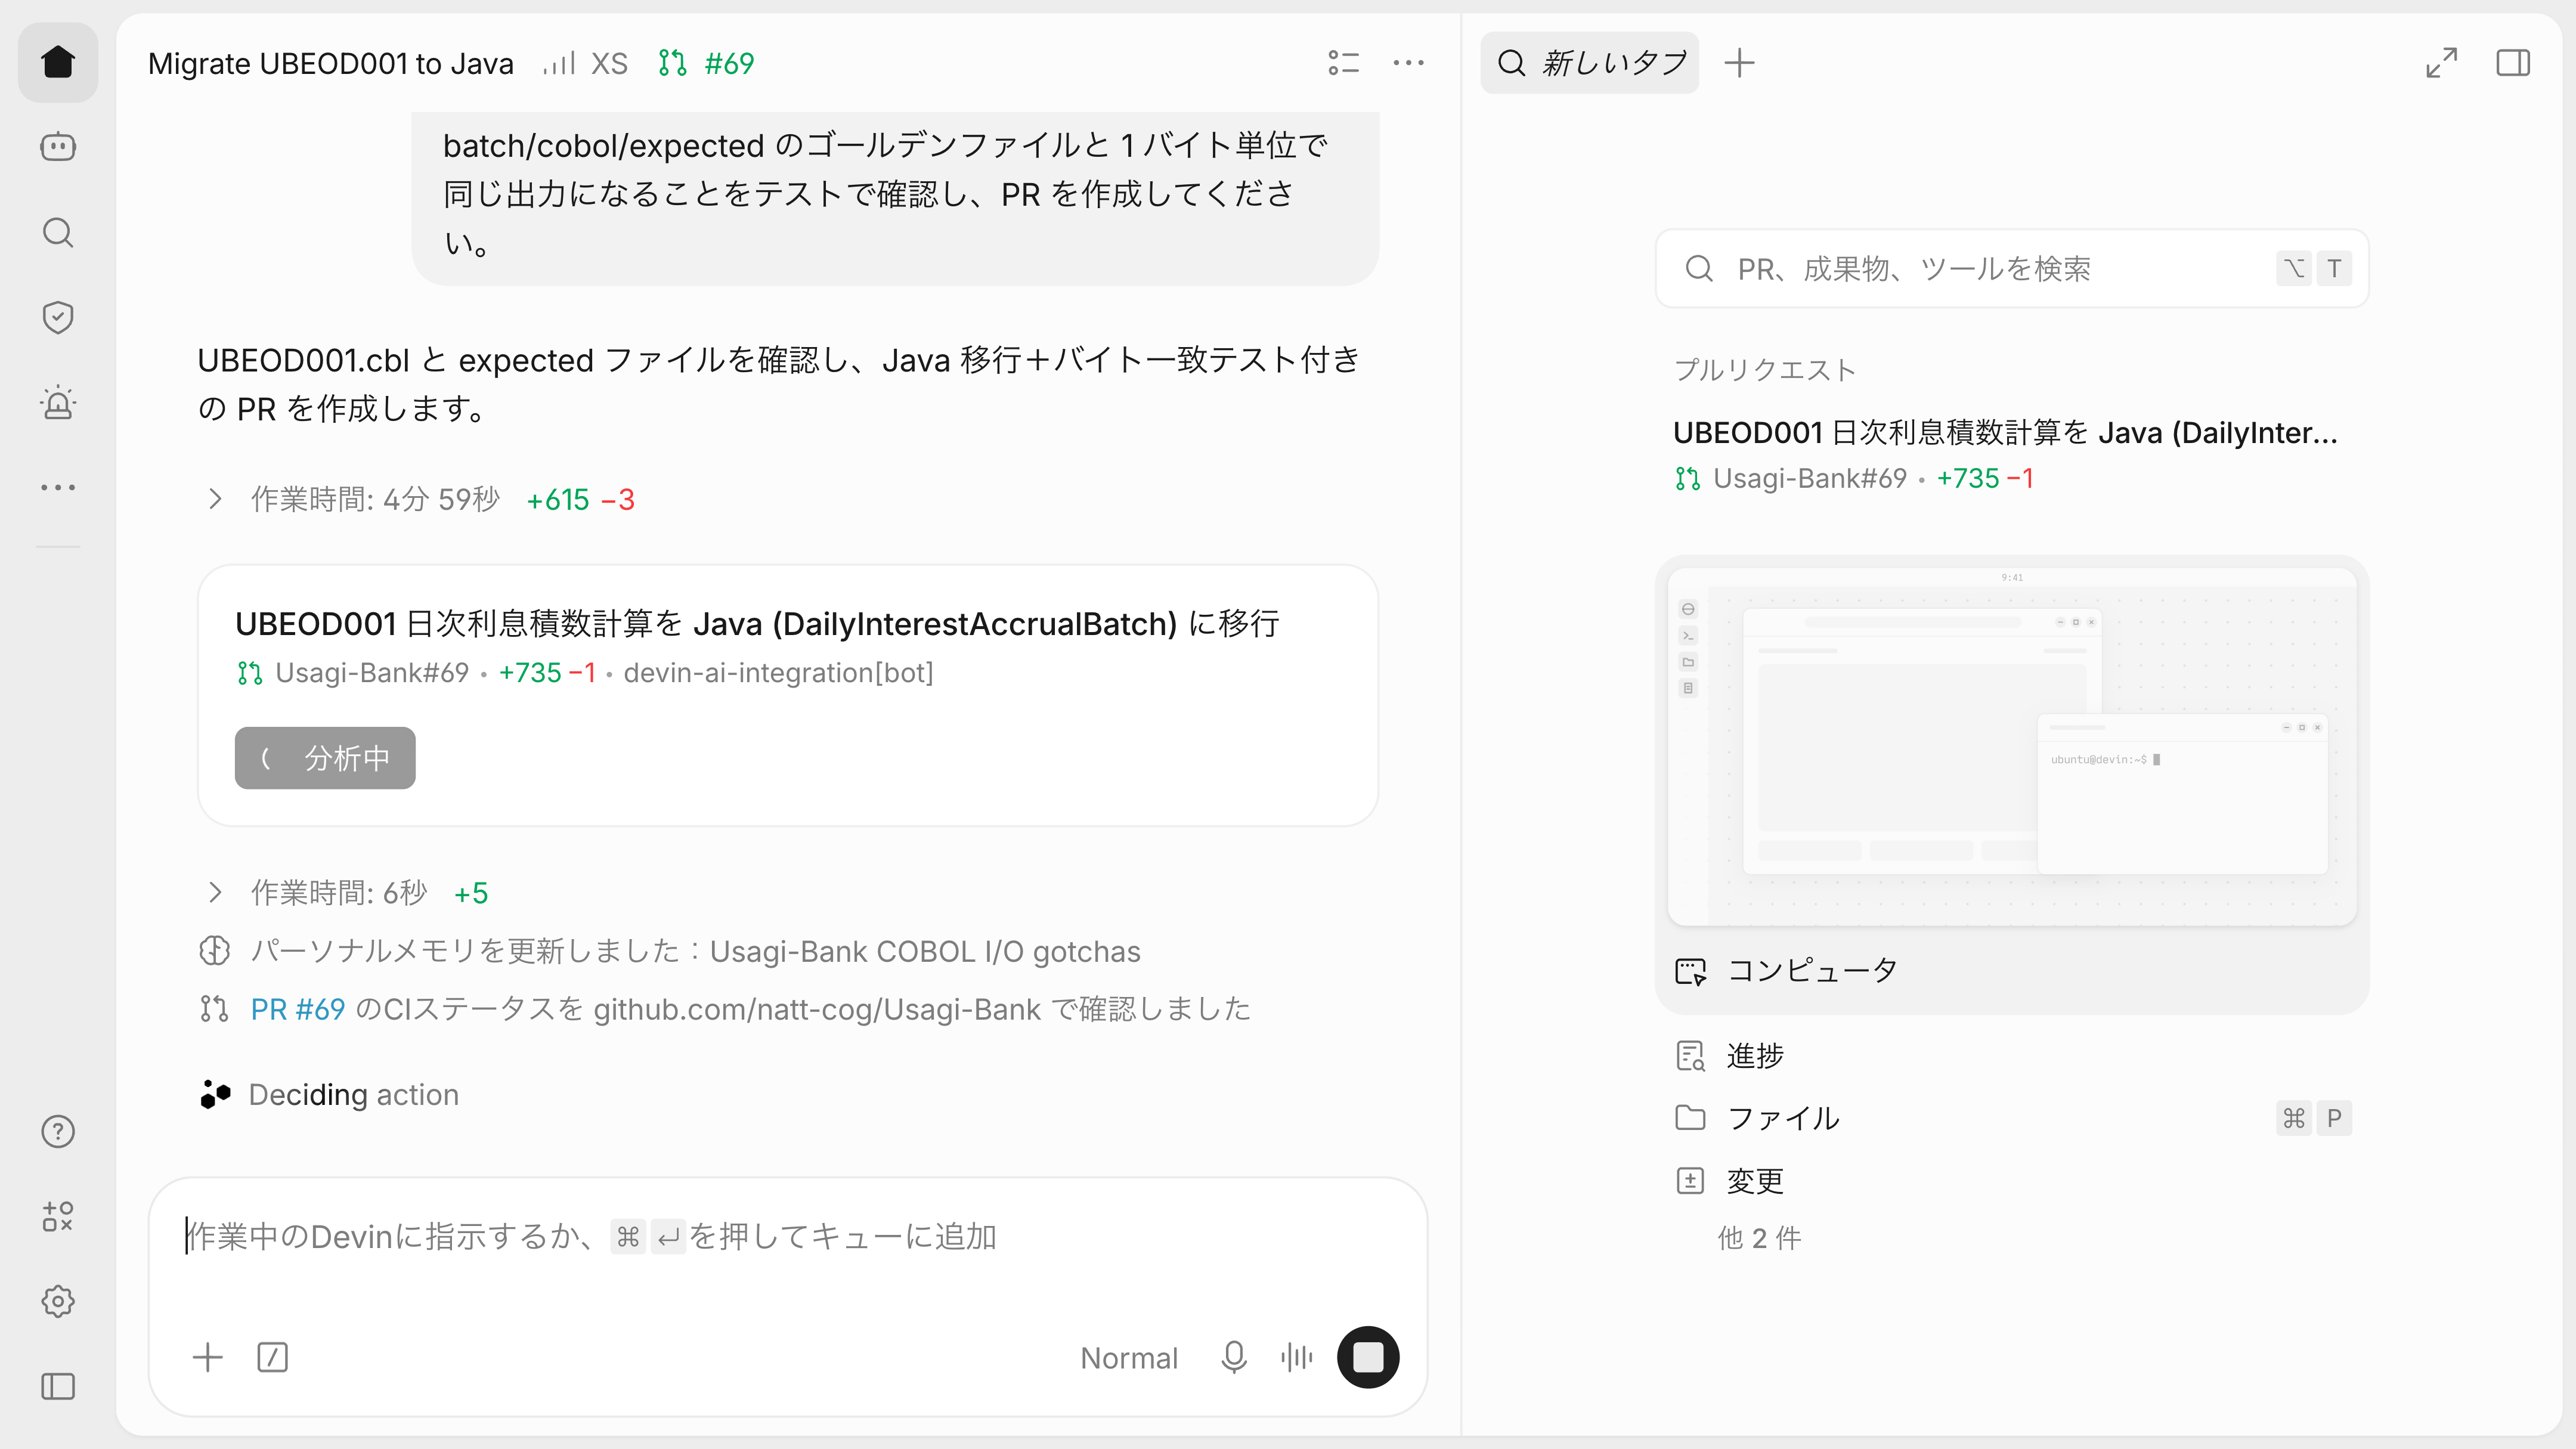 Migrate UBEOD001 to Java XS #69
batch/cobol/expected のゴールデンファイルと 1 バイト単位で
同じ出力になることをテストで確認し、PR を作成してくださ
い。
UBEOD001.cbl と expected ファイルを確認し、Java 移行＋バイト一致テスト付き
の PR を作成します。
作業時間: 4分 59秒 +615 −3
UBEOD001 日次利息積数計算を Java (DailyInterestAccrualBatch) に移行
Usagi-Bank#69 • +735 −1 • devin-ai-integration[bot]
分析中
作業時間: 6秒 +5
パーソナルメモリを更新しました：Usagi-Bank COBOL I/O gotchas
PR #69 のCIステータスを github.com/natt-cog/Usagi-Bank で確認しました
Deciding action
作業中のDevinに指示するか、⌘ ↵ を押してキューに追加
Normal
新しいタブ
PR、成果物、ツールを検索 ⌥ T
プルリクエスト
UBEOD001 日次利息積数計算を Java (DailyInter...
Usagi-Bank#69 • +735 −1
9:41
ubuntu@devin:~$
コンピュータ
進捗
ファイル ⌘ P
変更
他 2 件